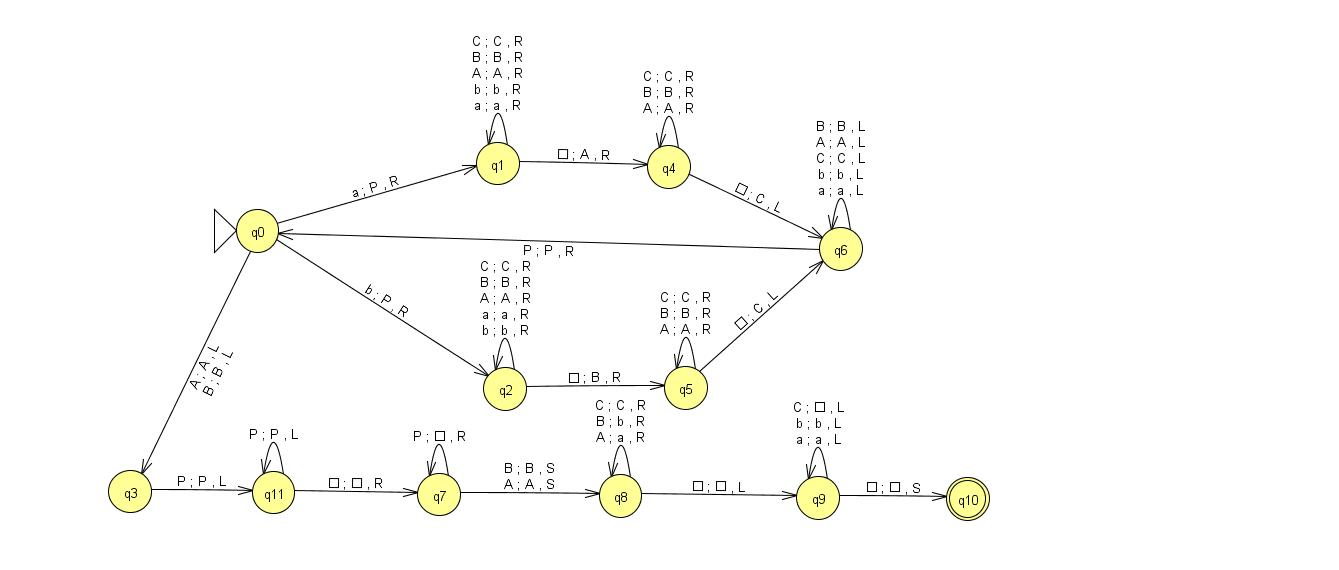 C ; C , R
B ; B , R
A ; A , R
b ; b , R
a ; a , R
C ; C , R
B ; B , R
A ; A , R
B ; B , L
A ; A , L
C ; C , L
b ; b , L
a ; a , L
q1
□ ; A , R
q4
a ; P , R
□ ; C , L
q0
q6
P ; P , R
C ; C , R
B ; B , R
A ; A , R
a ; a , R
b ; b , R
b ; P , R
C ; C , R
B ; B , R
A ; A , R
□ ; C , L
A ; A , L
B ; B , L
q2
□ ; B , R
q5
C ; C , R
B ; b , R
A ; a , R
C ; □ , L
b ; b , L
a ; a , L
P ; P , L
P ; □ , R
q3
P ; P , L
q11
□ ; □ , R
q7
B ; B , S
A ; A , S
q8
□ ; □ , L
q9
□ ; □ , S
q10